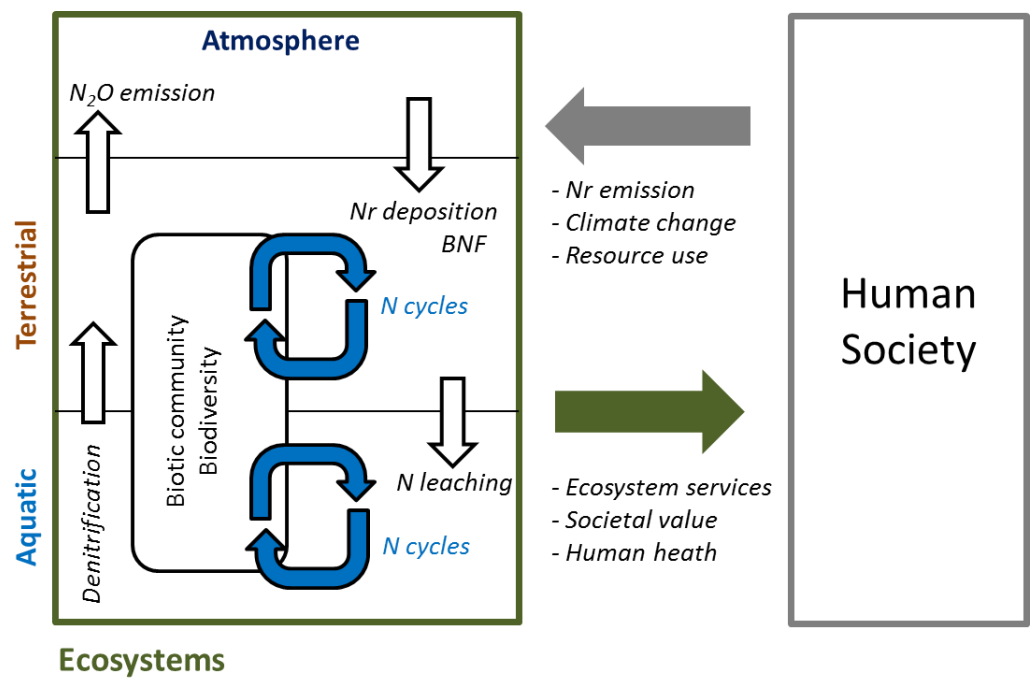 Atmosphere
N₂O emission
Nr deposition
BNF
Terrestrial
N cycles
Biotic community
Biodiversity
Aquatic
Denitrification
N leaching
N cycles
Ecosystems
- Nr emission
- Climate change
- Resource use
- Ecosystem services
- Societal value
- Human heath
Human
Society